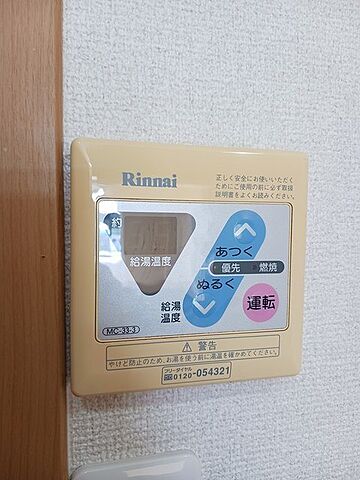 Rinnai
正しく安全にお使いいただく
ためにご使用の前に必ず取扱
説明書をよくお読みください。
約
給湯温度
あつく
優先 燃焼
ぬるく
給湯
温度
運転
MC-33-3
警告
やけど防止のため、お湯を使う前に湯温を確かめてください。
フリーダイヤル
0120-054321